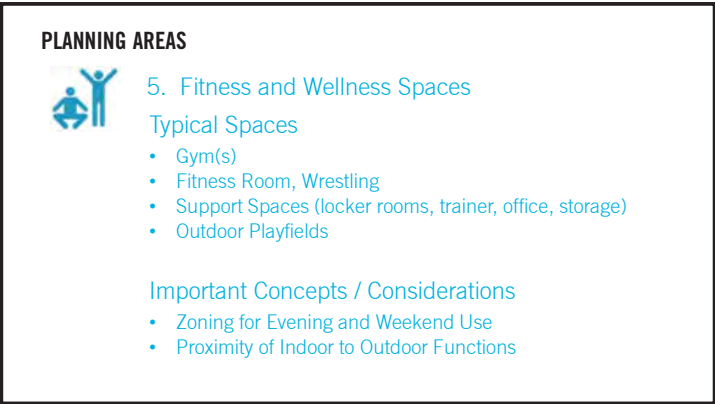 PLANNING AREAS
5. Fitness and Wellness Spaces
Typical Spaces
• Gym(s)
• Fitness Room, Wrestling
• Support Spaces (locker rooms, trainer, office, storage)
• Outdoor Playfields
Important Concepts / Considerations
• Zoning for Evening and Weekend Use
• Proximity of Indoor to Outdoor Functions